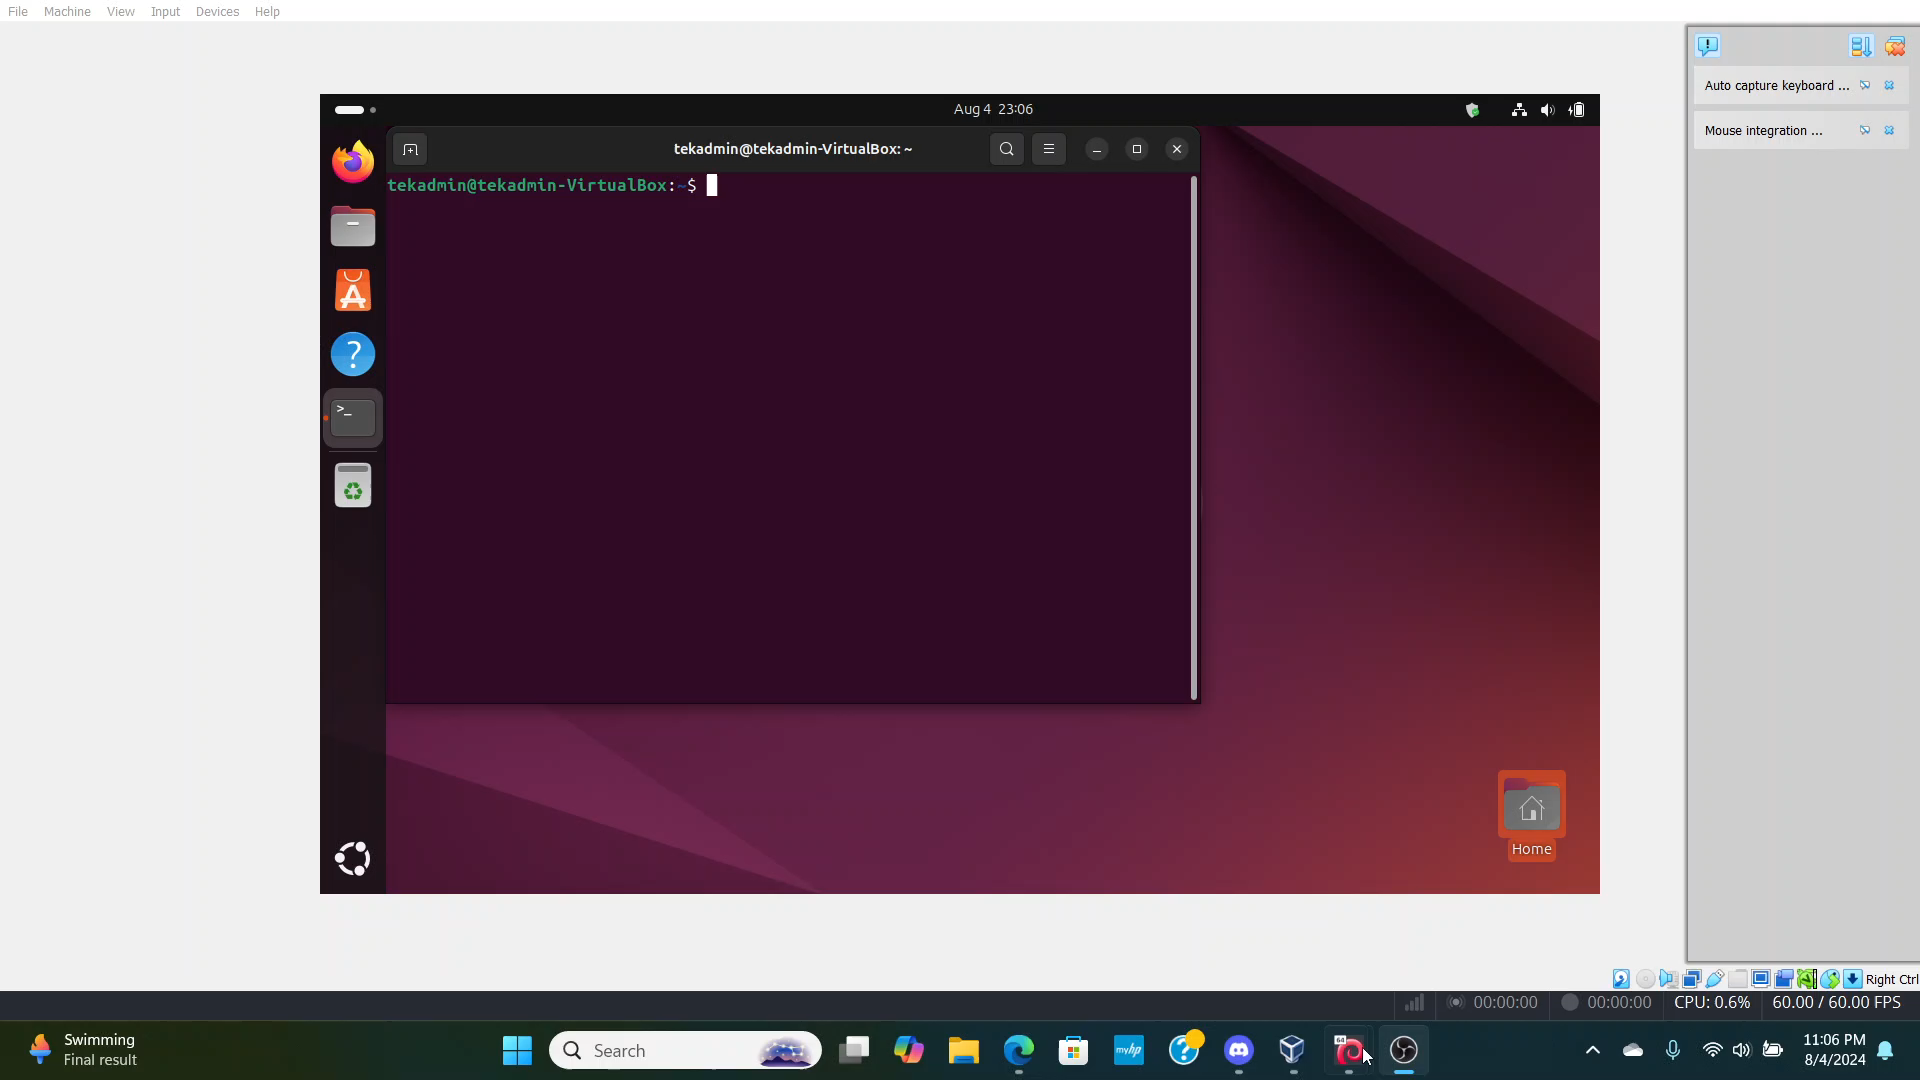 File Machine View Input Devices Help
Auto capture keyboard ...
Mouse integration ...
Aug 4 23:06
tekadmin@tekadmin-VirtualBox: ~
tekadmin@tekadmin-VirtualBox:~$
>_
Home
Right Ctrl
00:00:00 00:00:00 CPU: 0.6% 60.00 / 60.00 FPS
Swimming
Final result
Search
myhp
64
11:06 PM
8/4/2024